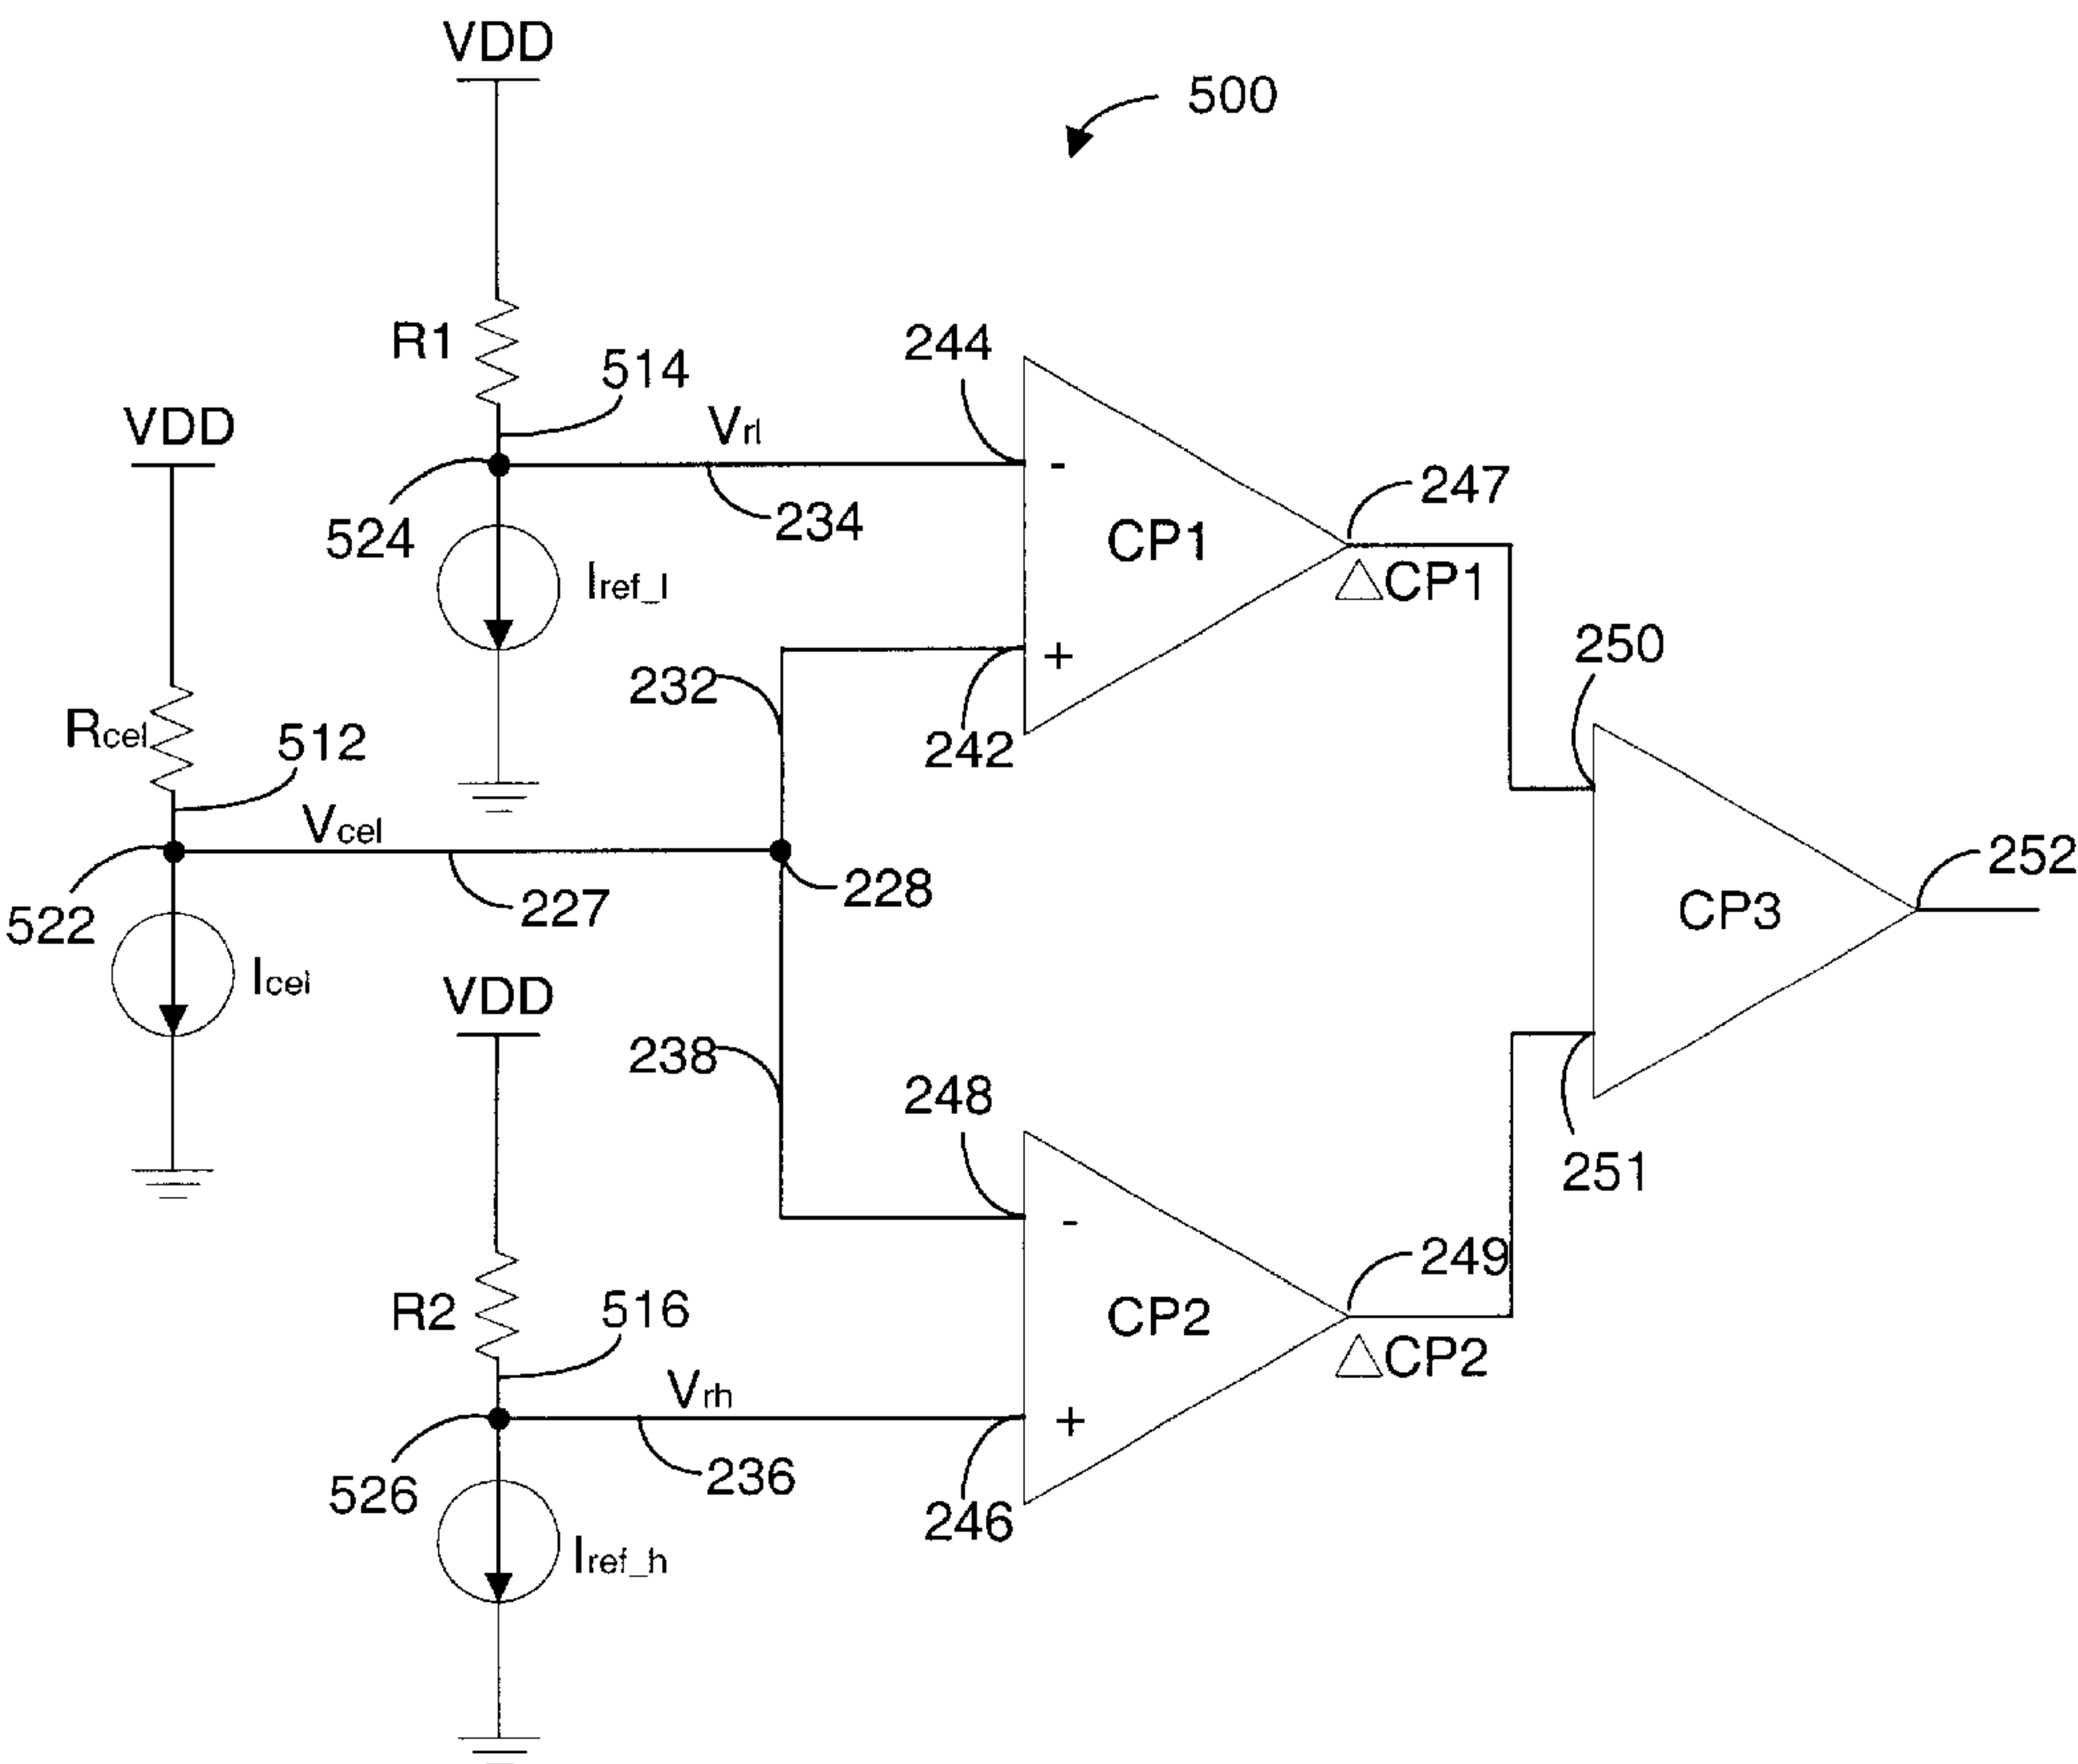 VDD
500
R1
514
244
VDD
Vrl
247
524
234
CP1
Iref_l
△CP1
250
232
+
-
Rcel
512
242
Vcel
252
228
227
CP3
522
Icel
VDD
238
248
251
-
249
R2
516
CP2
△CP2
Vrh
+
236
526
246
Iref_h